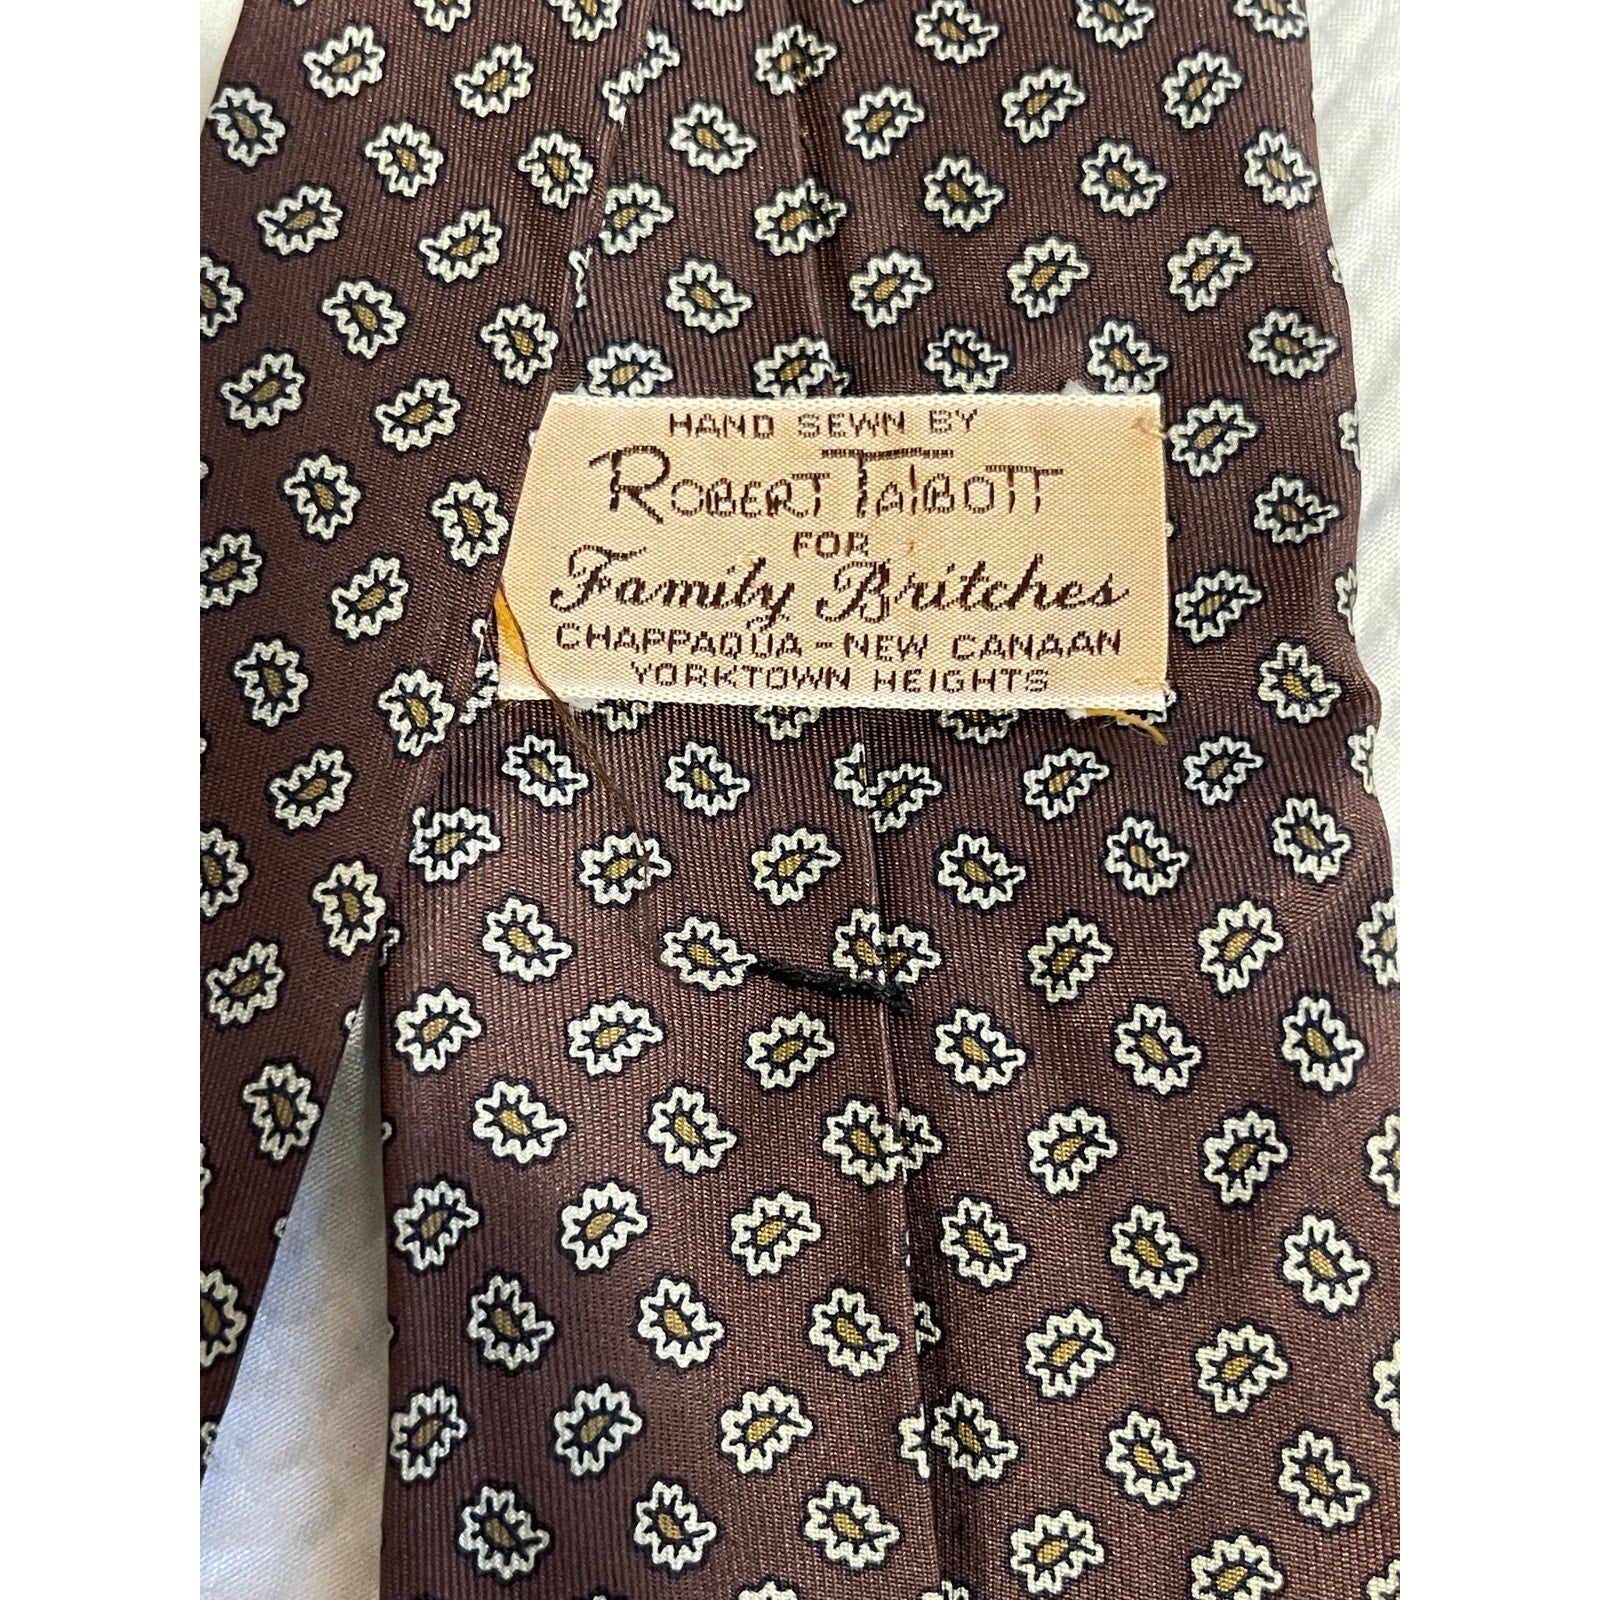 HAND SEWN BY
ROBERT TALBOTT
FOR
Family Britches
CHAPPAQUA - NEW CANAAN
YORKTOWN HEIGHTS